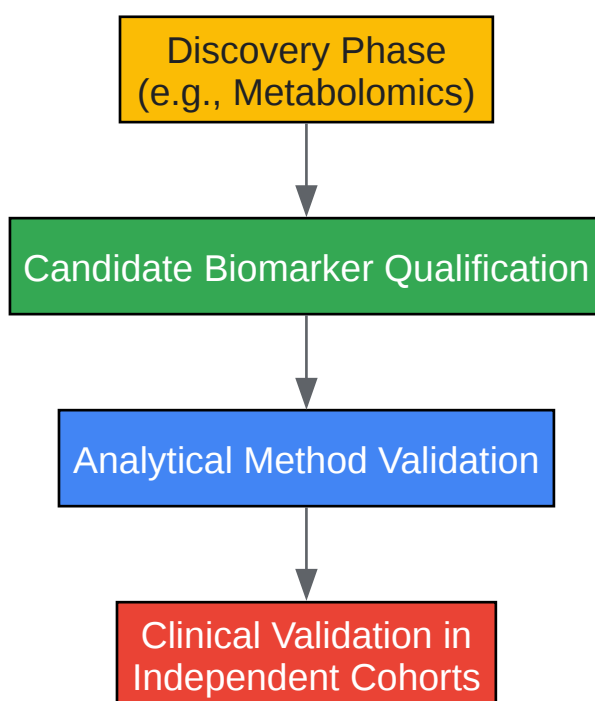 Discovery Phase
(e.g., Metabolomics)
Candidate Biomarker Qualification
Analytical Method Validation
Clinical Validation in
Independent Cohorts